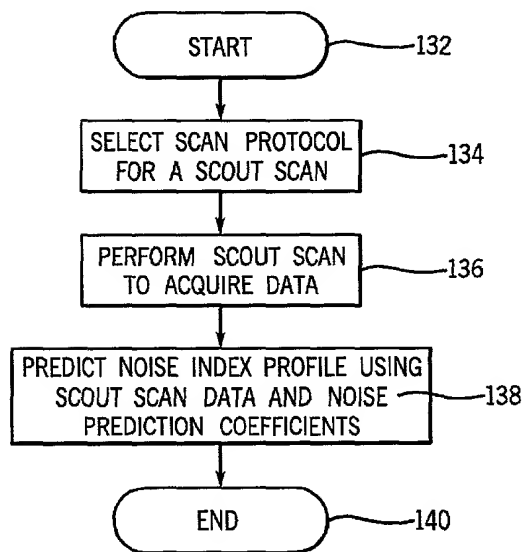 START
132
SELECT SCAN PROTOCOL
FOR A SCOUT SCAN
134
PERFORM SCOUT SCAN
TO ACQUIRE DATA
136
PREDICT NOISE INDEX PROFILE USING
SCOUT SCAN DATA AND NOISE
PREDICTION COEFFICIENTS
138
END
140